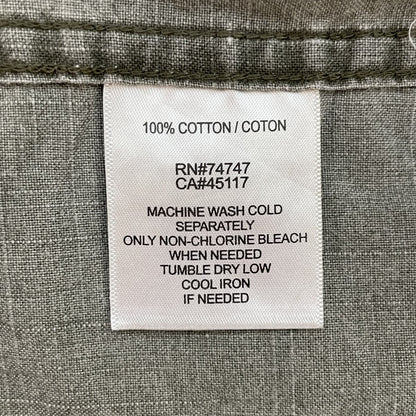 100% COTTON / COTON
RN#74747
CA#45117
MACHINE WASH COLD
SEPARATELY
ONLY NON-CHLORINE BLEACH
WHEN NEEDED
TUMBLE DRY LOW
COOL IRON
IF NEEDED